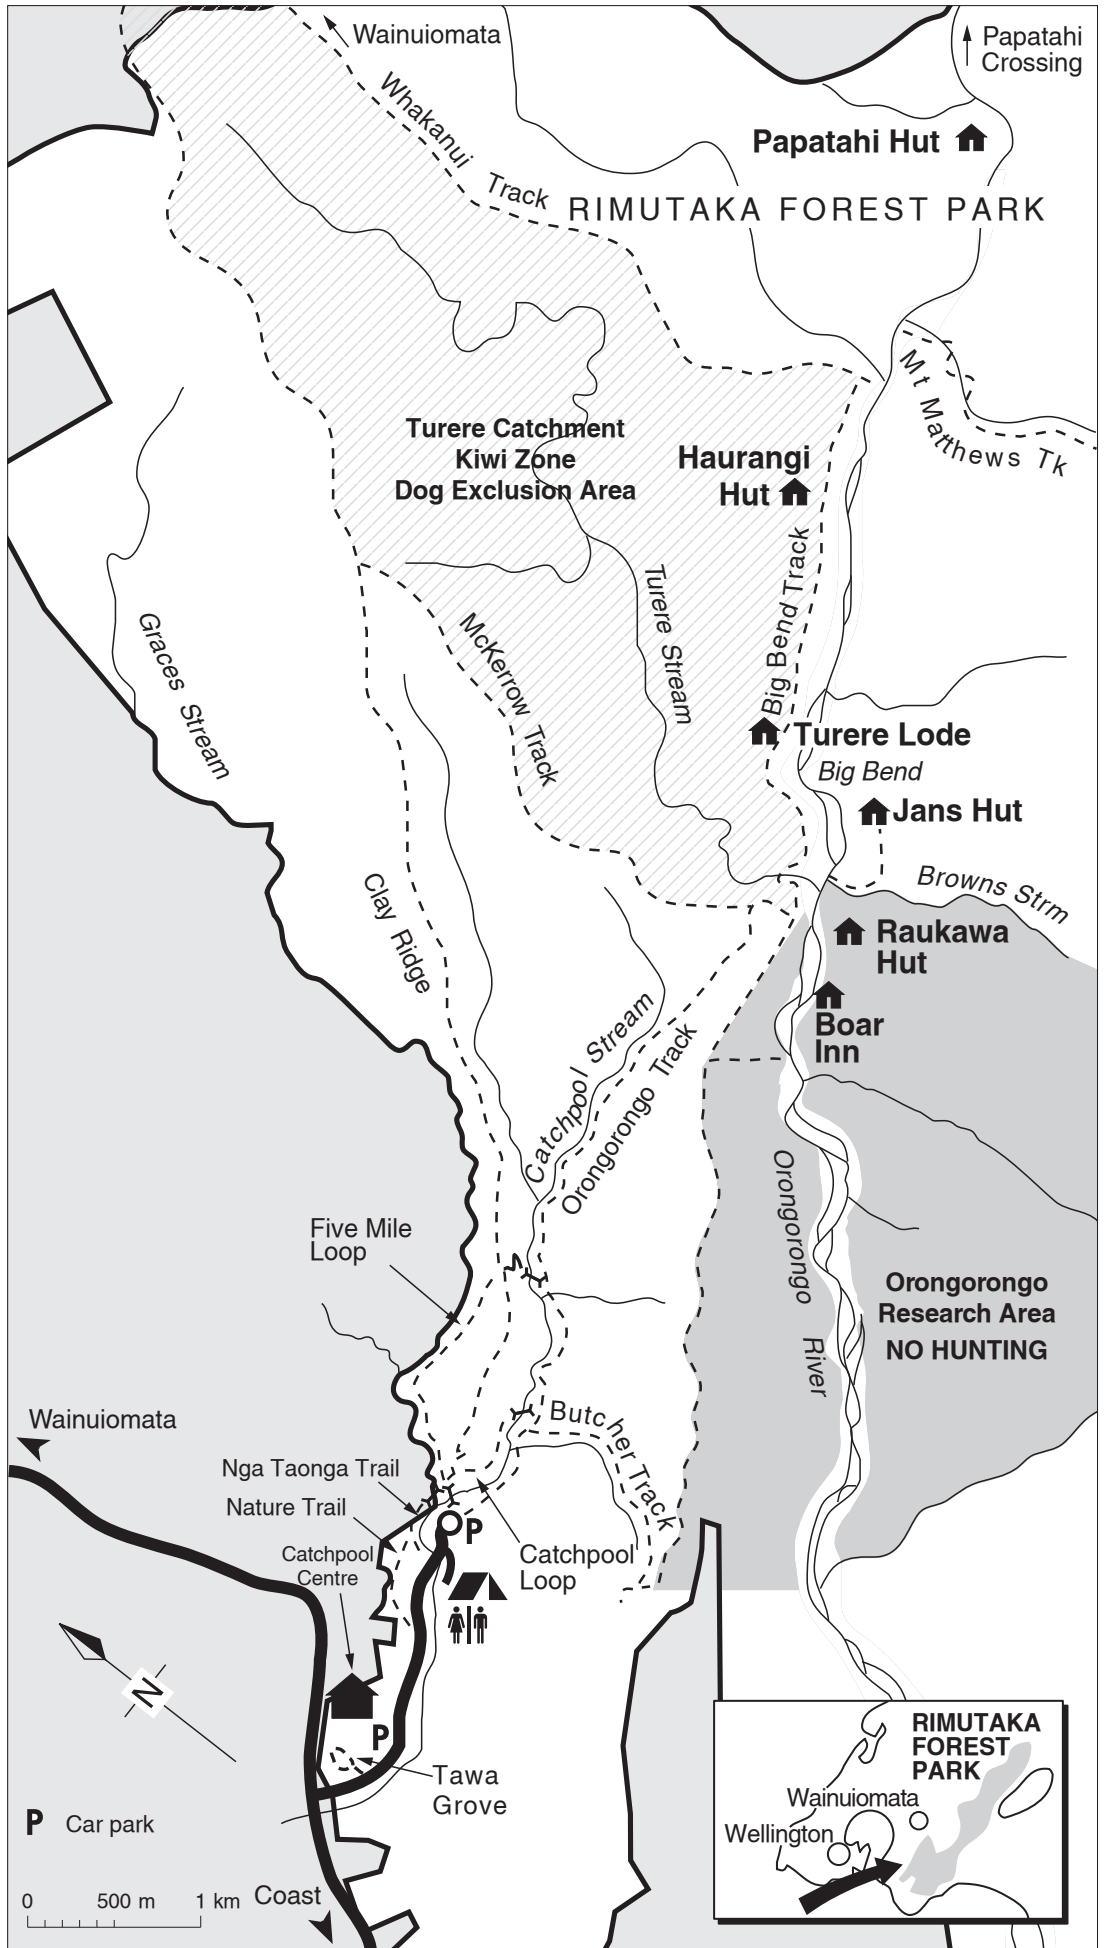 Wainuiomata
Papatahi
Crossing
Whakanui Track
Papatahi Hut
RIMUTAKA FOREST PARK
Mt Matthews Tk
Turere Catchment
Kiwi Zone
Dog Exclusion Area
Haurangi
Hut
Big Bend Track
Turere Stream
McKerrow Track
Graces Stream
Turere Lode
Big Bend
Jans Hut
Browns Strm
Clay Ridge
Raukawa
Hut
Boar
Inn
Catchpool Stream
Orongorongo Track
Orongorongo River
Five Mile
Loop
Orongorongo
Research Area
NO HUNTING
Butcher Track
Wainuiomata
Nga Taonga Trail
Nature Trail
P
Catchpool
Centre
Catchpool
Loop
N
P
Tawa
Grove
P Car park
0 500 m 1 km
Coast
RIMUTAKA
FOREST
PARK
Wainuiomata
Wellington